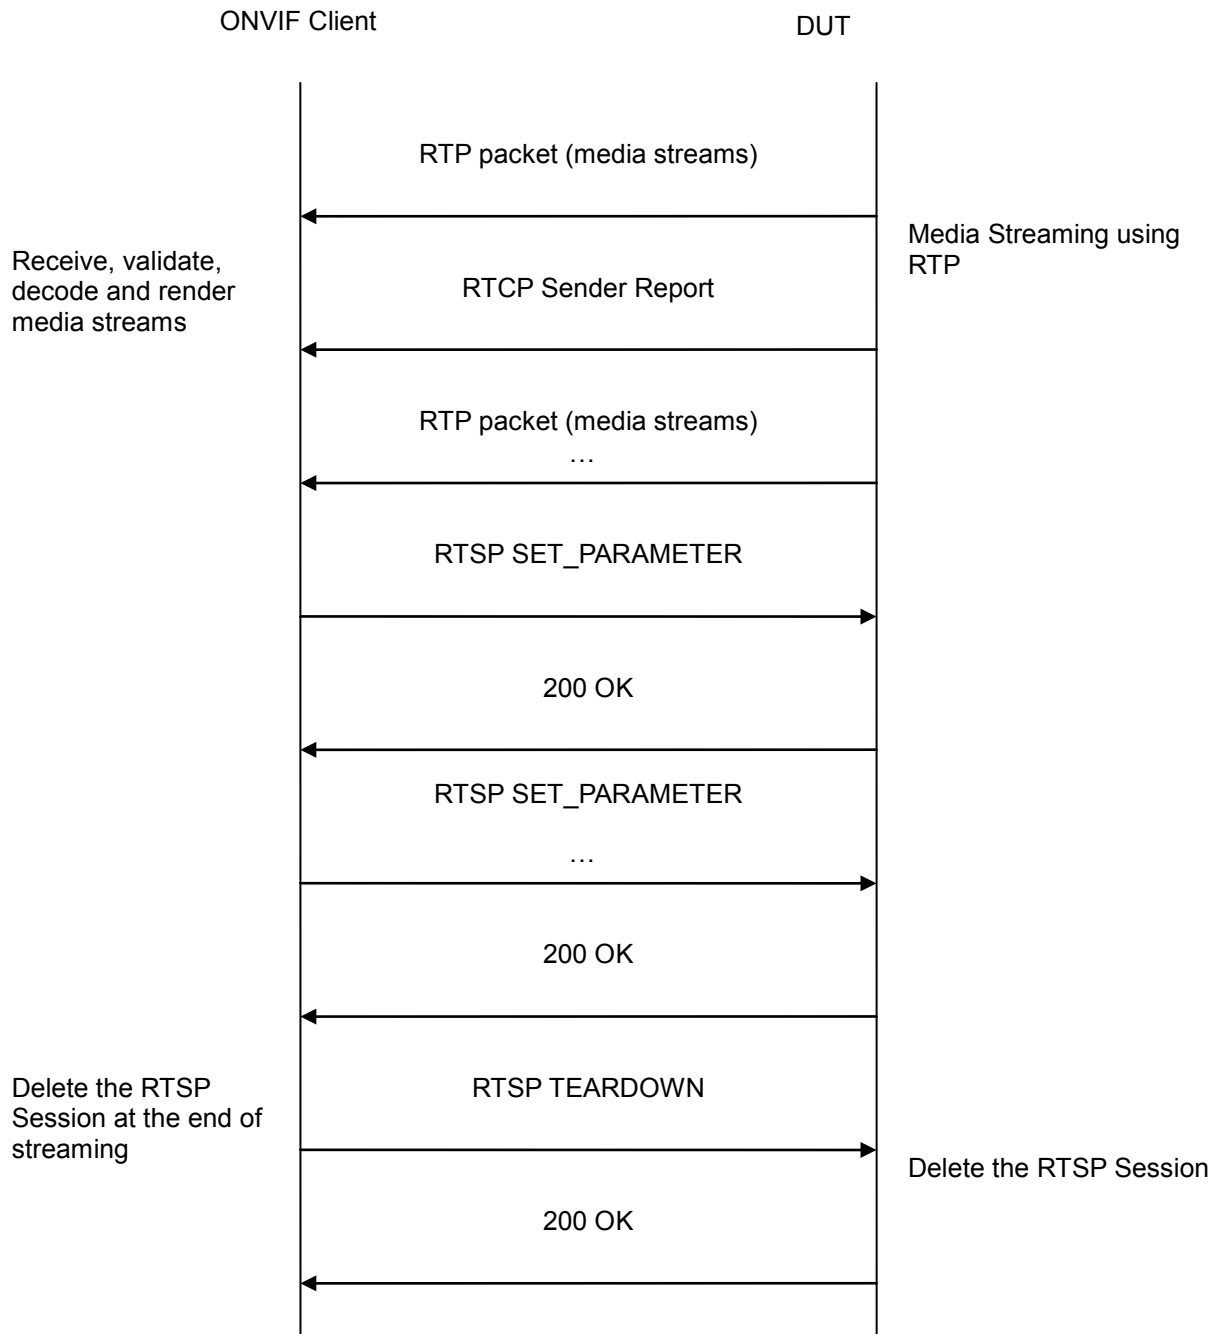 ONVIF Client
DUT
RTP packet (media streams)
Media Streaming using
RTP
Receive, validate,
decode and render
media streams
RTCP Sender Report
RTP packet (media streams)
…
RTSP SET_PARAMETER
200 OK
RTSP SET_PARAMETER
…
200 OK
Delete the RTSP
Session at the end of
streaming
RTSP TEARDOWN
Delete the RTSP Session
200 OK